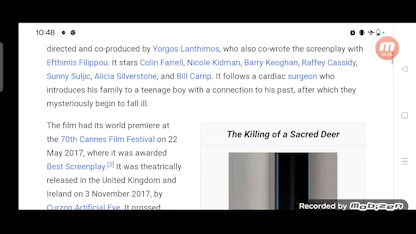 10:48
directed and co-produced by Yorgos Lanthimos, who also co-wrote the screenplay with
Efthimis Filippou. It stars Colin Farrell, Nicole Kidman, Barry Keoghan, Raffey Cassidy,
Sunny Suljic, Alicia Silverstone, and Bill Camp. It follows a cardiac surgeon who
introduces his family to a teenage boy with a connection to his past, after which they
mysteriously begin to fall ill.
The film had its world premiere at
the 70th Cannes Film Festival on 22
May 2017, where it was awarded
Best Screenplay.[2] It was theatrically
released in the United Kingdom and
Ireland on 3 November 2017, by
Curzon Artificial Eye. It grossed
The Killing of a Sacred Deer
Recorded by Mobizen